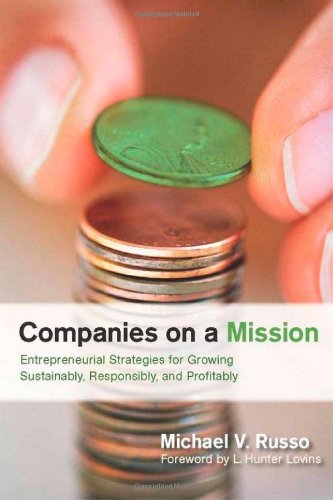 Companies on a Mission
Entrepreneurial Strategies for Growing
Sustainably, Responsibly, and Profitably
Michael V. Russo
Foreword by L. Hunter Lovins